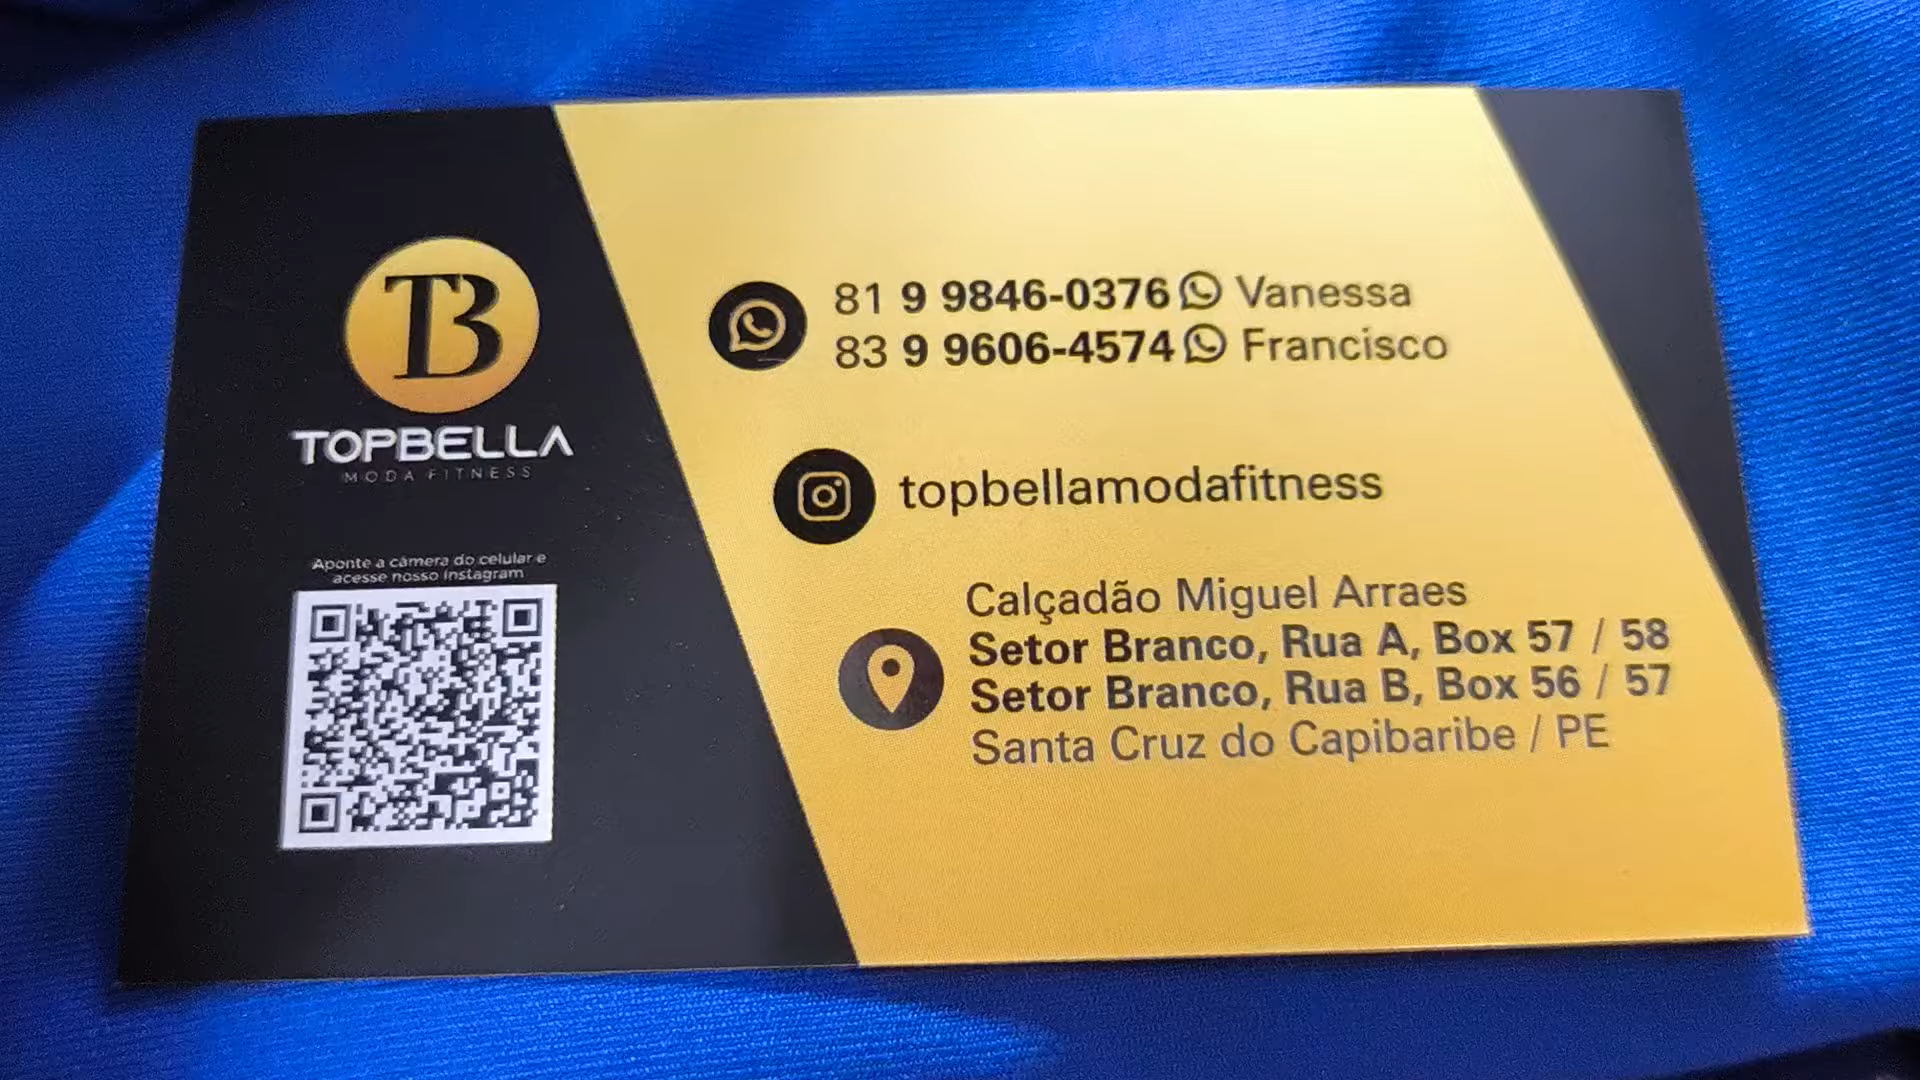 TB
TOPBELLA
MODA FITNESS
Aponte a câmera do celular e
acesse nosso instagram
81 9 9846-0376 Vanessa
83 9 9606-4574 Francisco
topbellamodafitness
Calçadão Miguel Arraes
Setor Branco, Rua A, Box 57 / 58
Setor Branco, Rua B, Box 56 / 57
Santa Cruz do Capibaribe / PE